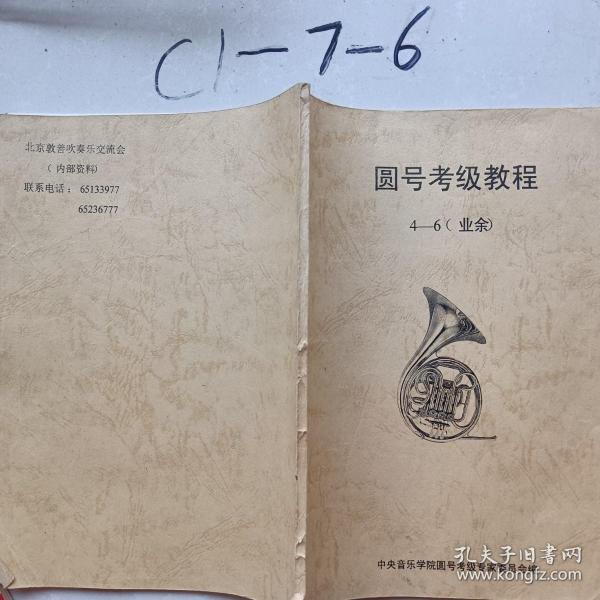 C1-7-6
北京敦善吹奏乐交流会
（内部资料）
联系电话：65133977
65236777
圆号考级教程
4—6（业余）
中央音乐学院圆号考级专家委员会编
孔夫子旧书网
www.kongfz.com